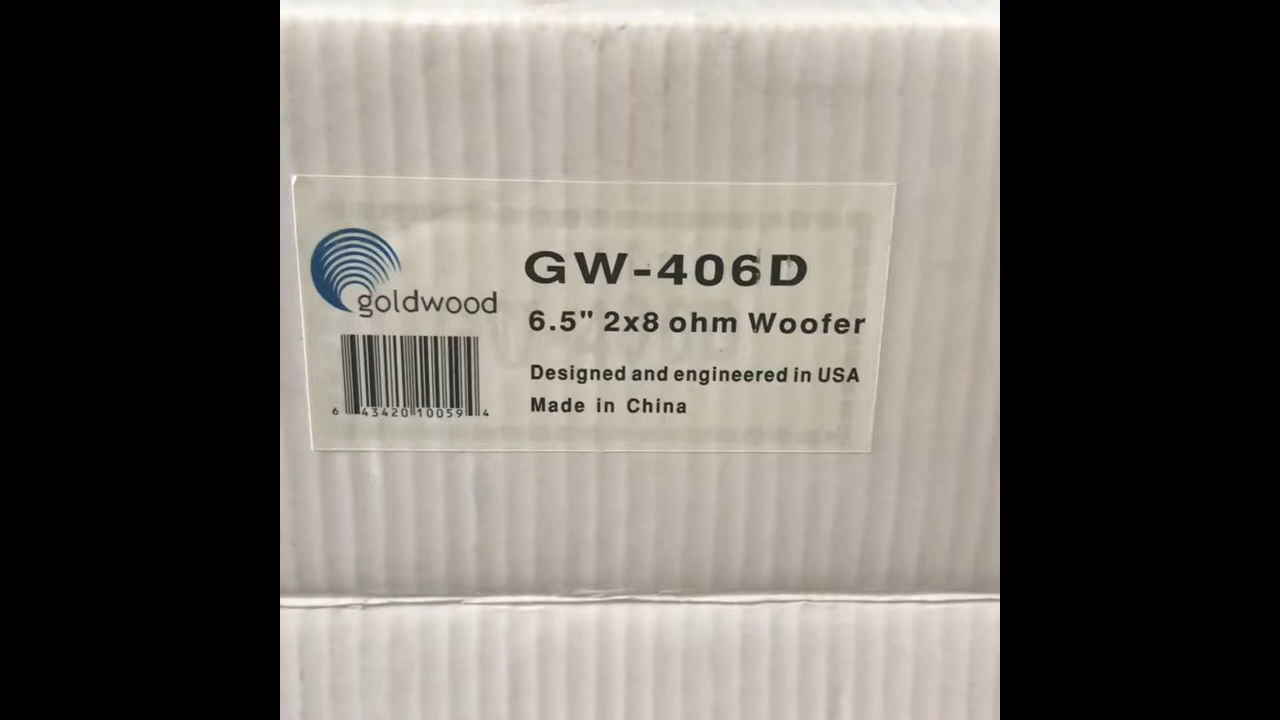 goldwood
GW-406D
6.5" 2x8 ohm Woofer
Designed and engineered in USA
Made in China
6 43420 10059 4